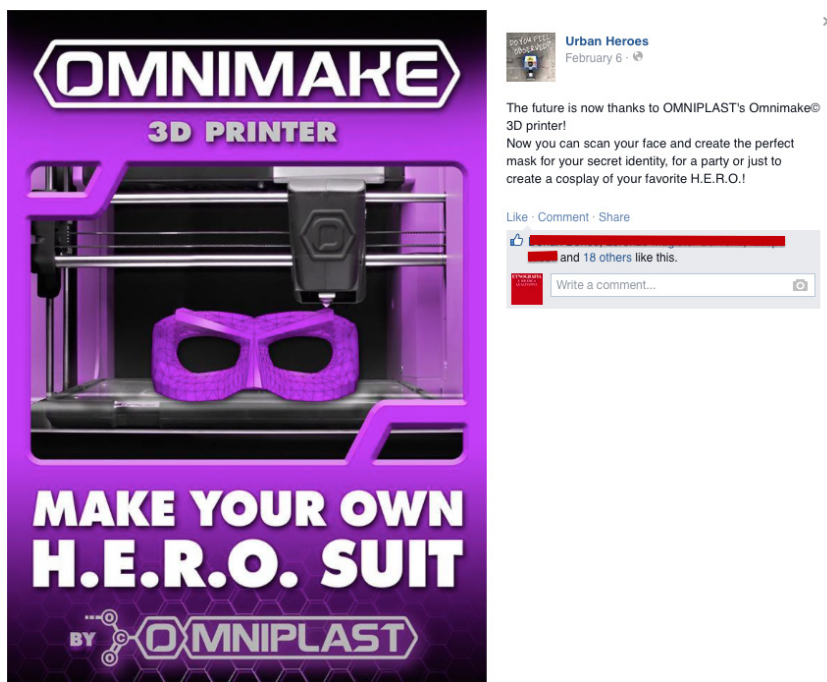 OMNIMAKE
3D PRINTER
MAKE YOUR OWN
H.E.R.O. SUIT
BY OMNIPLAST
Urban Heroes
February 6 ·
The future is now thanks to OMNIPLAST's Omnimake©
3D printer!
Now you can scan your face and create the perfect
mask for your secret identity, for a party or just to
create a cosplay of your favorite H.E.R.O.!
Like · Comment · Share
and 18 others like this.
ETNOGRAFIA
Write a comment...